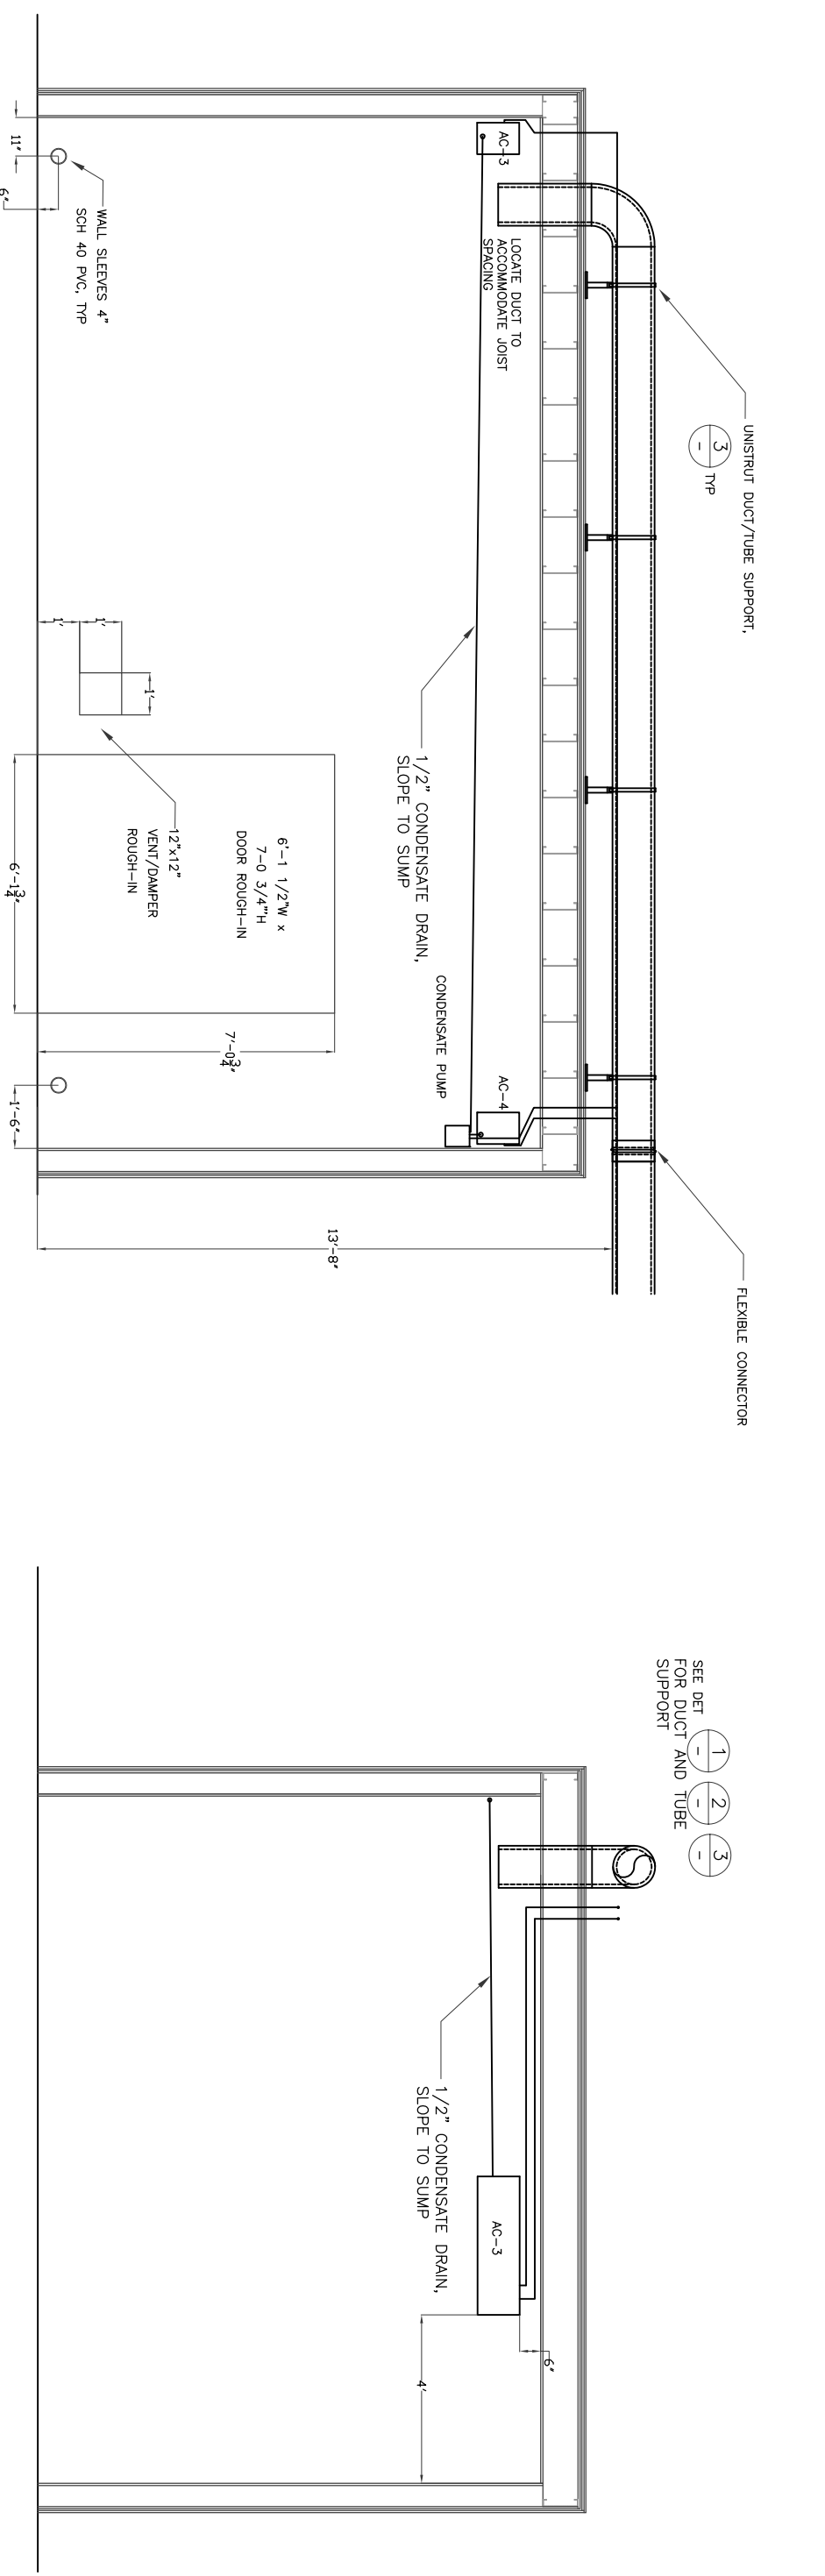 UNISTRUT DUCT/TUBE SUPPORT,
3
-
TYP
FLEXIBLE CONNECTOR
AC-3
LOCATE DUCT TO
ACCOMMODATE JOIST
SPACING
1/2" CONDENSATE DRAIN,
SLOPE TO SUMP
CONDENSATE PUMP
AC-4
13'-8"
6'-1 1/2"W x
7-0 3/4"'H
DOOR ROUGH-IN
7'-0 3/4"
12"x12"
VENT/DAMPER
ROUGH-IN
1'
1'
1'
WALL SLEEVES 4"
SCH 40 PVC, TYP
11"
6"
6'-1 3/4"
1'-6"
SEE DET
1
-
2
-
3
-
FOR DUCT AND TUBE
SUPPORT
1/2" CONDENSATE DRAIN,
SLOPE TO SUMP
AC-3
6"
4'